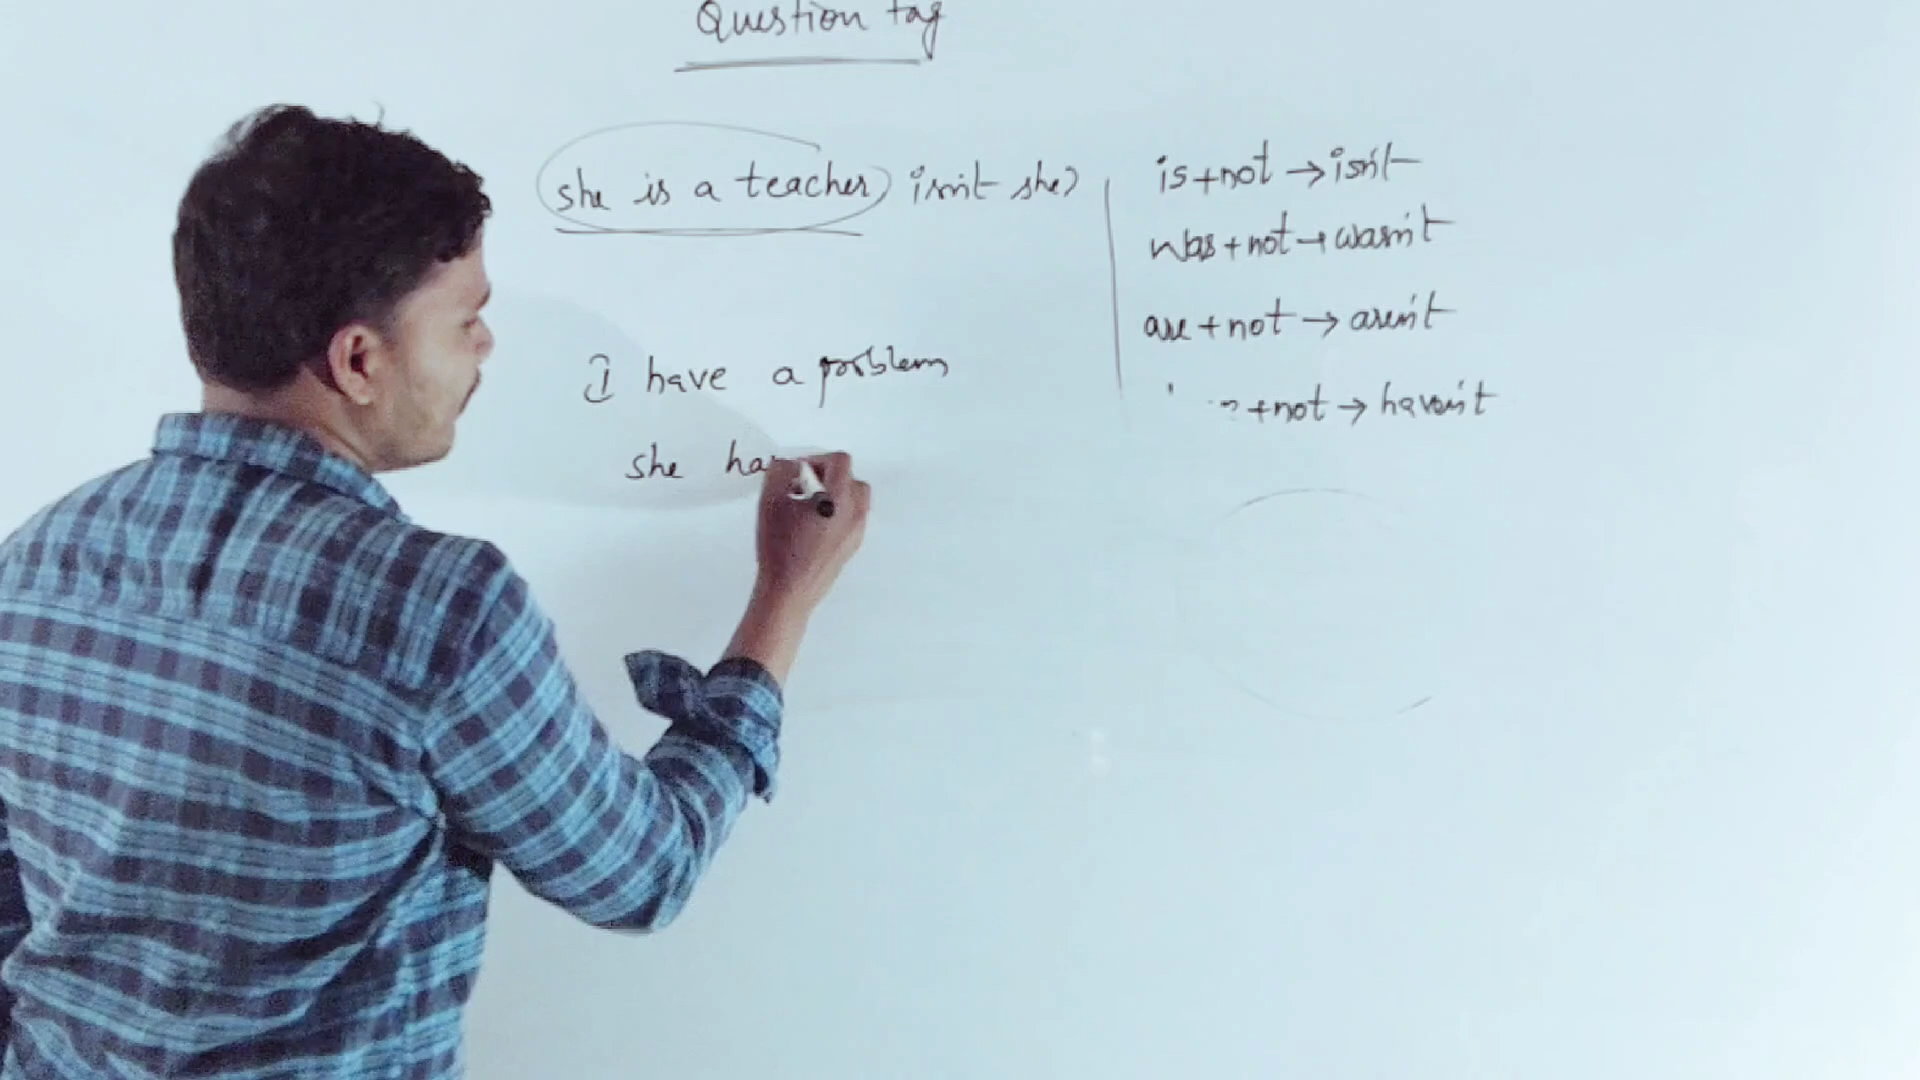 Question tag
she is a teacher isn't she?
is+not → isn't
was+not → wasn't
are+not → aren't
+not → haven't
I have a problem
she